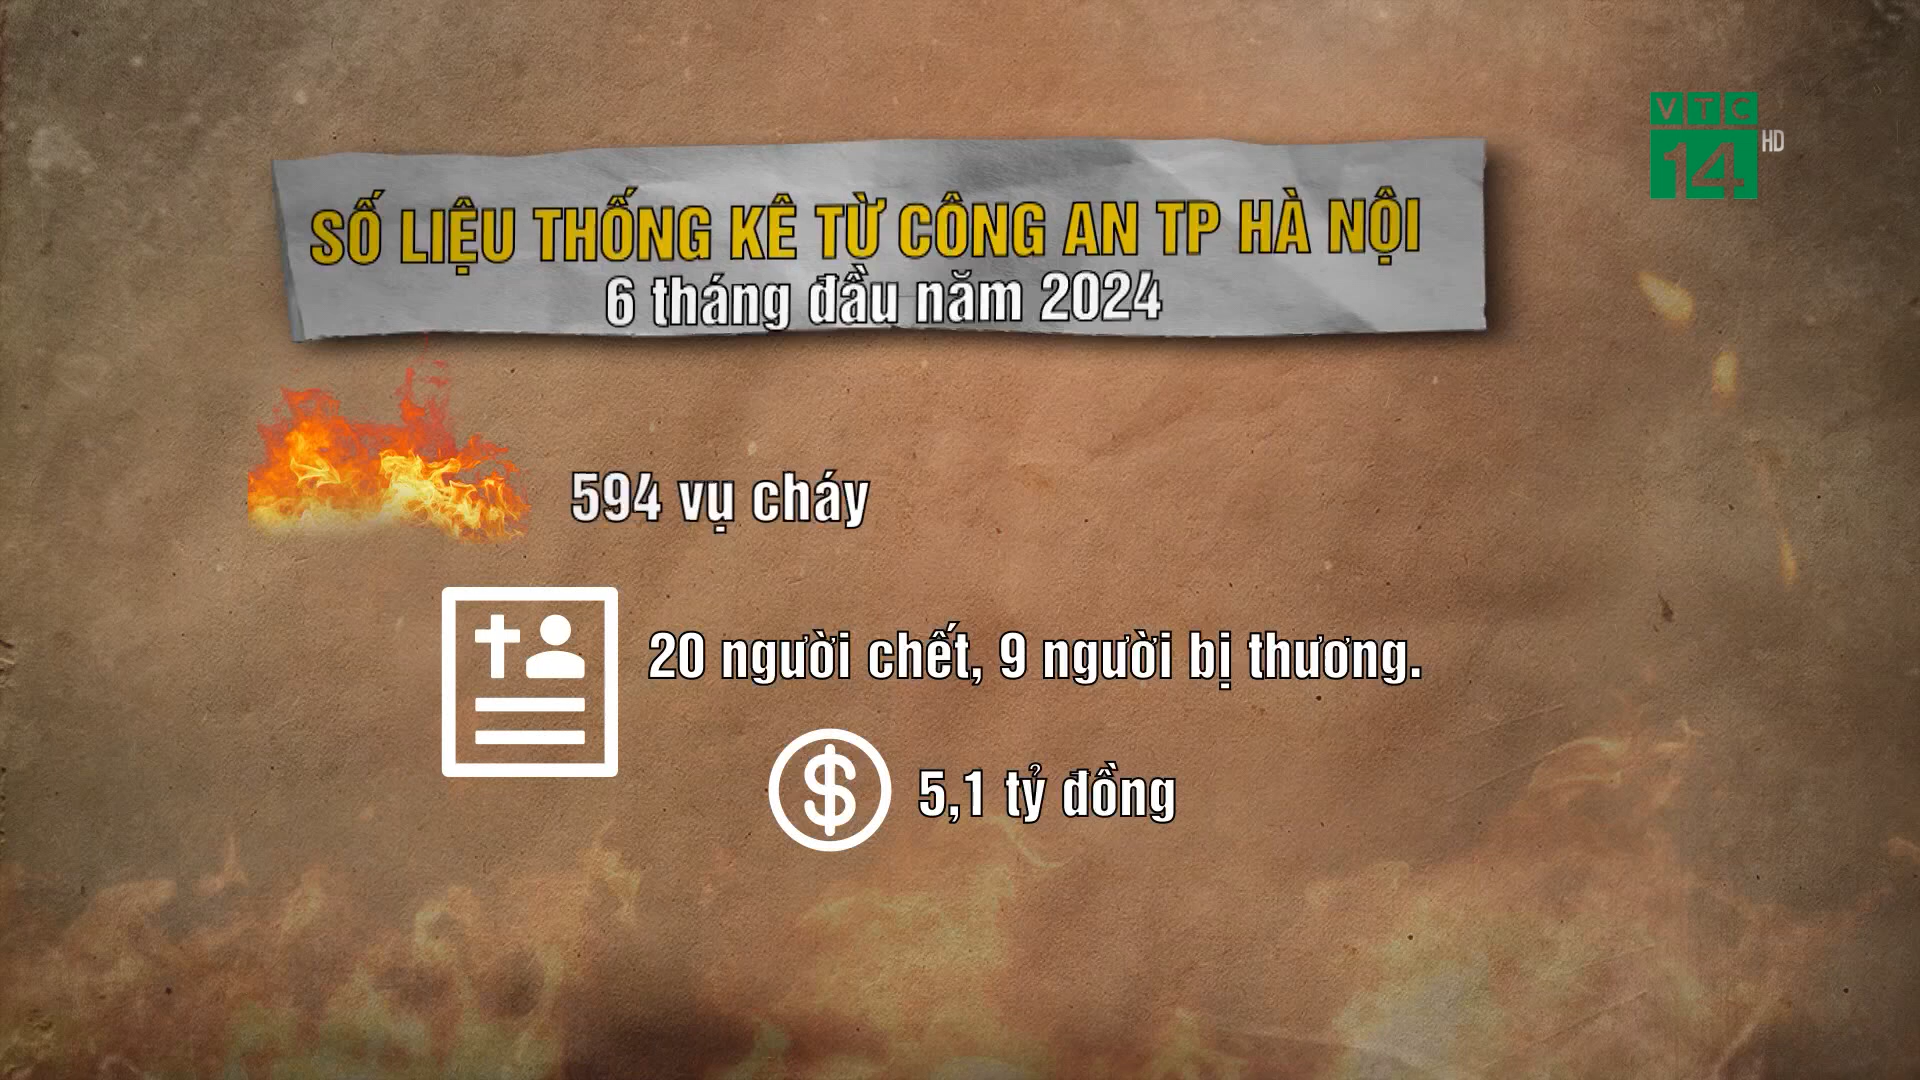 VTC
14 HD
SỐ LIỆU THỐNG KÊ TỪ CÔNG AN TP HÀ NỘI
6 tháng đầu năm 2024
594 vụ cháy
20 người chết, 9 người bị thương.
5,1 tỷ đồng